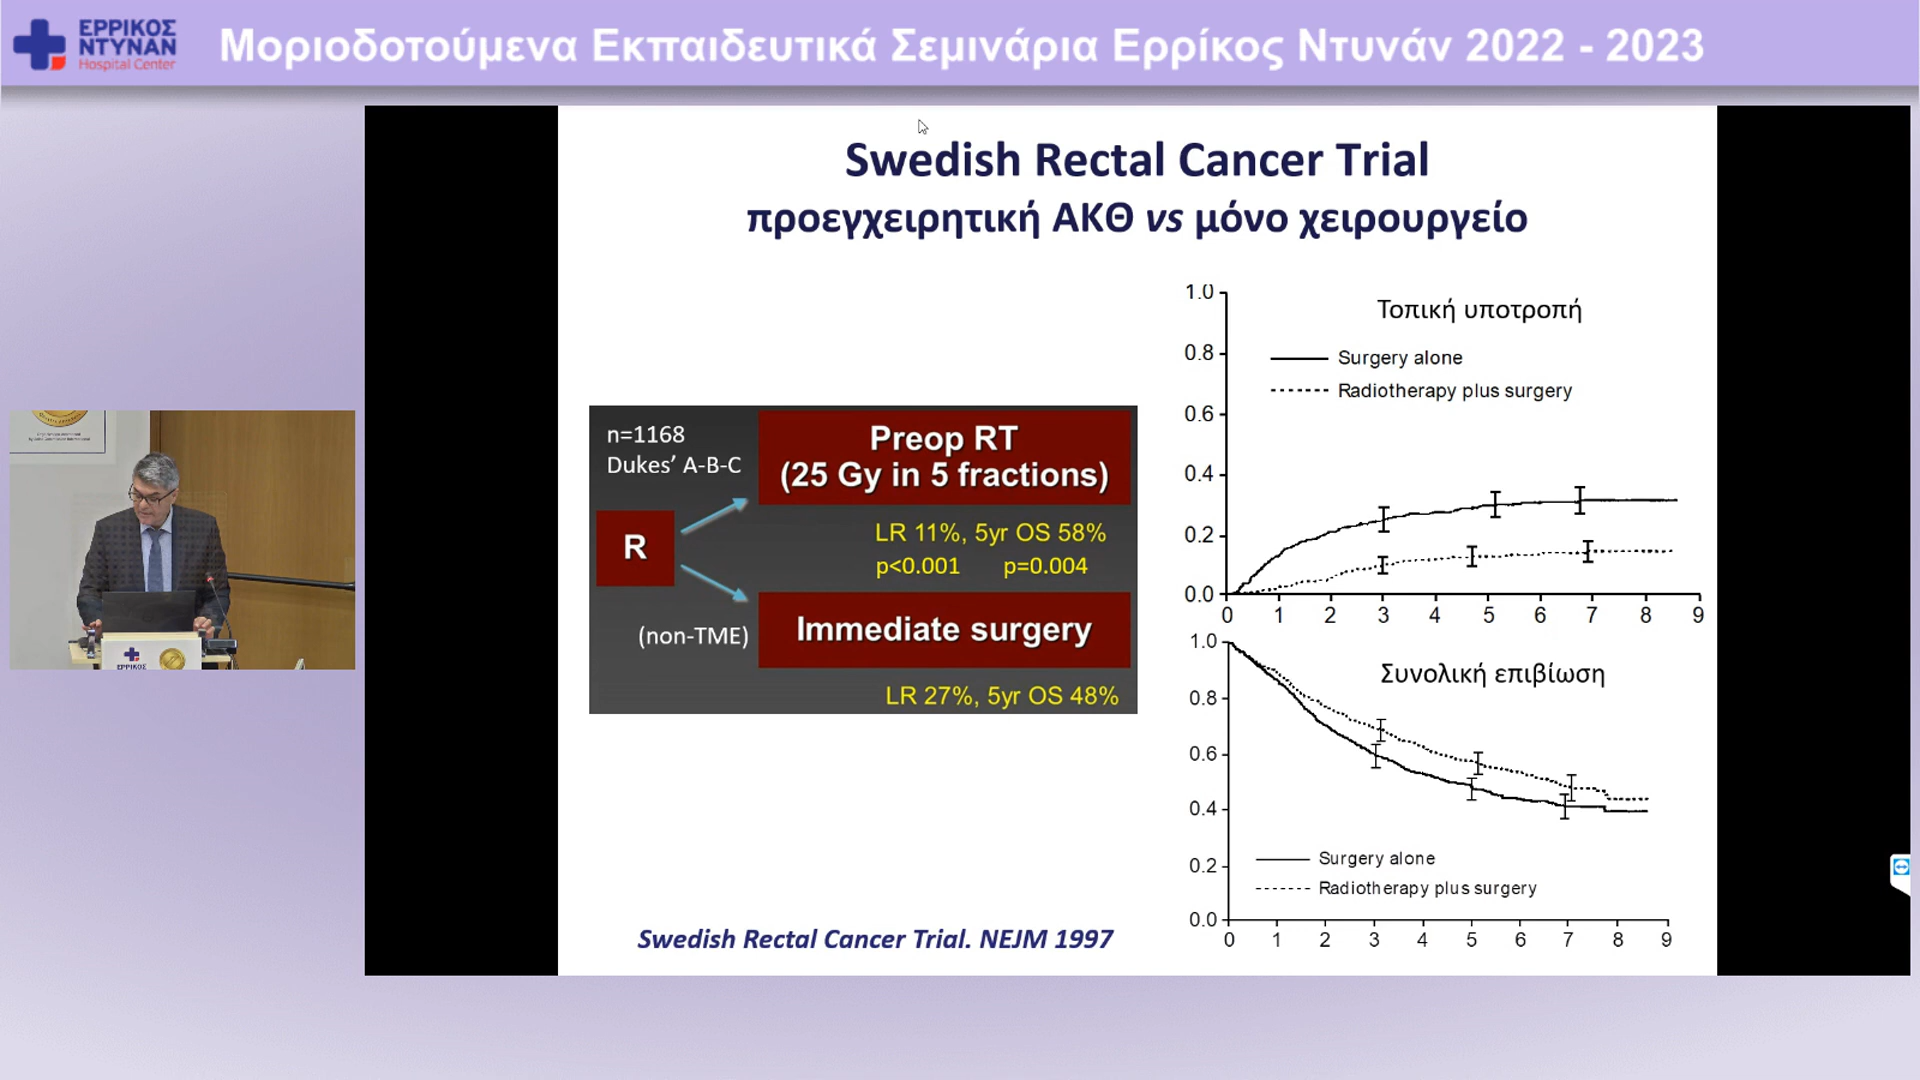 ΕΡΡΙΚΟΣ
ΝΤΥΝΑΝ
Hospital Center
Μοριοδοτούμενα Εκπαιδευτικά Σεμινάρια Ερρίκος Ντυνάν 2022 - 2023
Swedish Rectal Cancer Trial
προεγχειρητική ΑΚΘ vs μόνο χειρουργείο
n=1168
Dukes’ A-B-C
Preop RT
(25 Gy in 5 fractions)
R
LR 11%, 5yr OS 58%
p<0.001 p=0.004
(non-TME)
Immediate surgery
LR 27%, 5yr OS 48%
Τοπική υποτροπή
Surgery alone
Radiotherapy plus surgery
1.0
0.8
0.6
0.4
0.2
0.0
0 1 2 3 4 5 6 7 8 9
Συνολική επιβίωση
1.0
0.8
0.6
0.4
0.2
0.0
Surgery alone
Radiotherapy plus surgery
0 1 2 3 4 5 6 7 8 9
Swedish Rectal Cancer Trial. NEJM 1997
ΕΡΡΙΚΟΣ